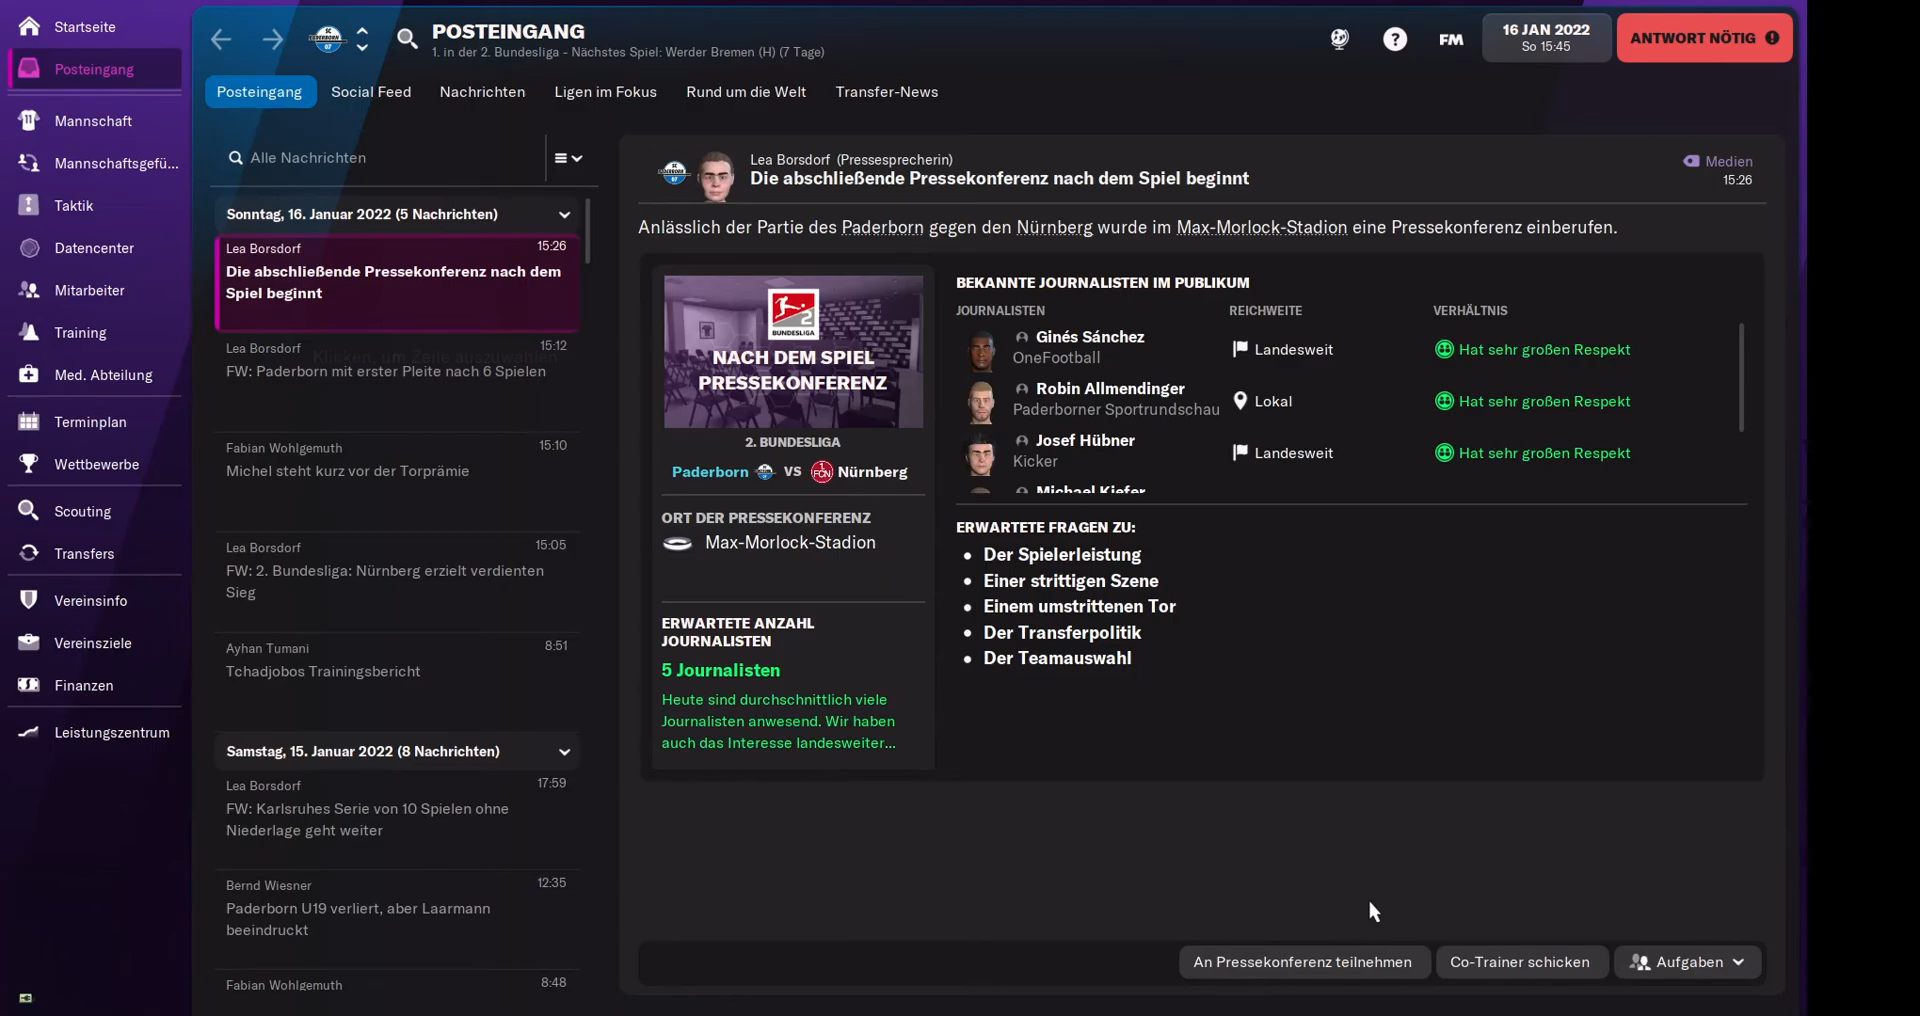 Startseite
Posteingang
Mannschaft
Mannschaftsgefü...
Taktik
Datencenter
Mitarbeiter
Training
Med. Abteilung
Terminplan
Wettbewerbe
Scouting
Transfers
Vereinsinfo
Vereinsziele
Finanzen
Leistungszentrum
POSTEINGANG
1. in der 2. Bundesliga - Nächstes Spiel: Werder Bremen (H) (7 Tage)
FM
16 JAN 2022
So 15:45
ANTWORT NÖTIG
Posteingang
Social Feed
Nachrichten
Ligen im Fokus
Rund um die Welt
Transfer-News
Alle Nachrichten
Sonntag, 16. Januar 2022 (5 Nachrichten)
Lea Borsdorf 15:26
Die abschließende Pressekonferenz nach dem
Spiel beginnt
Lea Borsdorf 15:12
Klicken, um Zeile auszuwählen
FW: Paderborn mit erster Pleite nach 6 Spielen
Fabian Wohlgemuth 15:10
Michel steht kurz vor der Torprämie
Lea Borsdorf 15:05
FW: 2. Bundesliga: Nürnberg erzielt verdienten
Sieg
Ayhan Tumani 8:51
Tchadjobos Trainingsbericht
Samstag, 15. Januar 2022 (8 Nachrichten)
Lea Borsdorf 17:59
FW: Karlsruhes Serie von 10 Spielen ohne
Niederlage geht weiter
Bernd Wiesner 12:35
Paderborn U19 verliert, aber Laarmann
beeindruckt
Fabian Wohlgemuth 8:48
Lea Borsdorf (Pressesprecherin)
Die abschließende Pressekonferenz nach dem Spiel beginnt
Medien
15:26
Anlässlich der Partie des Paderborn gegen den Nürnberg wurde im Max-Morlock-Stadion eine Pressekonferenz einberufen.
2
BUNDESLIGA
NACH DEM SPIEL
PRESSEKONFERENZ
2. BUNDESLIGA
Paderborn VS Nürnberg
ORT DER PRESSEKONFERENZ
Max-Morlock-Stadion
ERWARTETE ANZAHL
JOURNALISTEN
5 Journalisten
Heute sind durchschnittlich viele
Journalisten anwesend. Wir haben
auch das Interesse landesweiter...
BEKANNTE JOURNALISTEN IM PUBLIKUM
JOURNALISTEN REICHWEITE VERHÄLTNIS
Ginés Sánchez
OneFootball
Landesweit
Hat sehr großen Respekt
Robin Allmendinger
Paderborner Sportrundschau
Lokal
Hat sehr großen Respekt
Josef Hübner
Kicker
Landesweit
Hat sehr großen Respekt
Michael Kiefer
ERWARTETE FRAGEN ZU:
• Der Spielerleistung
• Einer strittigen Szene
• Einem umstrittenen Tor
• Der Transferpolitik
• Der Teamauswahl
An Pressekonferenz teilnehmen
Co-Trainer schicken
Aufgaben